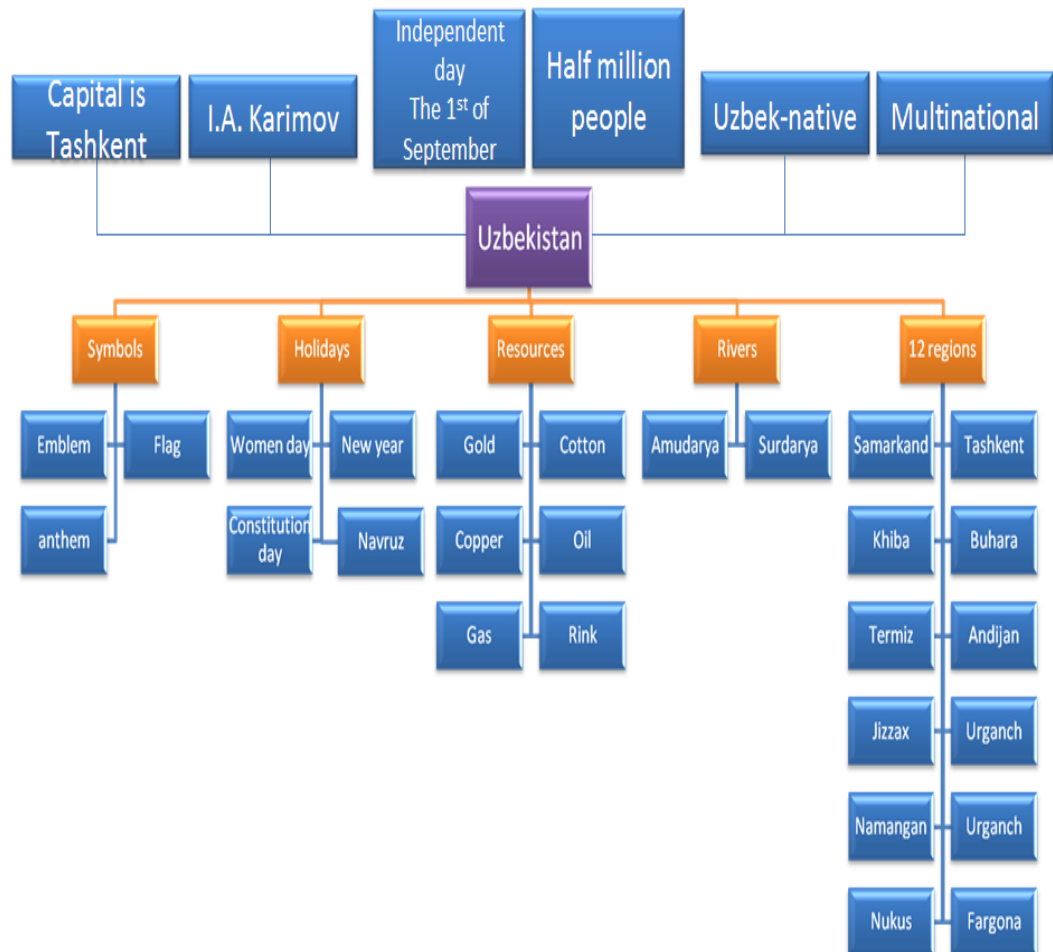 Capital is
Tashkent
I.A. Karimov
Independent
day
The 1st of
September
Half million
people
Uzbek-native
Multinational
Uzbekistan
Symbols
Holidays
Resources
Rivers
12 regions
Emblem
Flag
Women day
New year
Gold
Cotton
Amudarya
Surdarya
Samarkand
Tashkent
anthem
Constitution
day
Navruz
Copper
Oil
Khiba
Buhara
Gas
Rink
Termiz
Andijan
Jizzax
Urganch
Namangan
Urganch
Nukus
Fargona